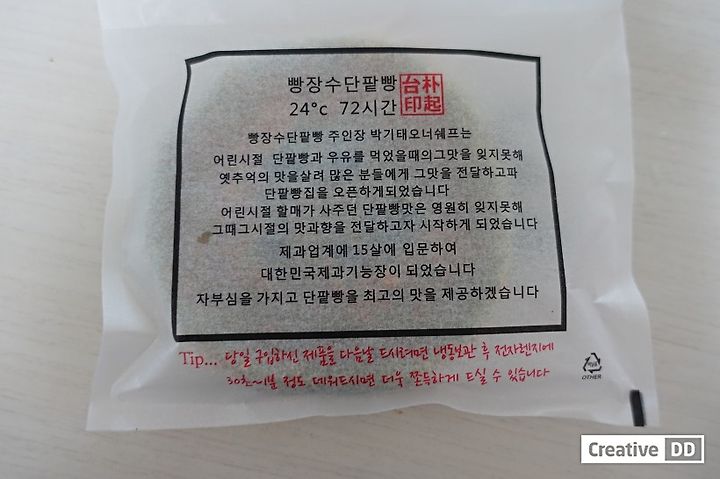 빵장수단팥빵
24°c 72시간
台朴
印起
빵장수단팥빵 주인장 박기태오너쉐프는
어린시절 단팥빵과 우유를 먹었을때의그맛을 잊지못해
옛추억의 맛을살려 많은 분들에게 그맛을 전달하고파
단팥빵집을 오픈하게되었습니다
어린시절 할매가 사주던 단팥빵맛은 영원히 잊지못해
그때그시절의 맛과향을 전달하고자 시작하게 되었습니다
제과업계에 15살에 입문하여
대한민국제과기능장이 되었습니다
자부심을 가지고 단팥빵을 최고의 맛을 제공하겠습니다
Tip... 당일 구입하신 제품을 다음날 드시려면 냉동보관 후 전자렌지에
30초~1분 정도 데워드시면 더욱 쫀득하게 드실 수 있습니다
OTHER
Creative DD